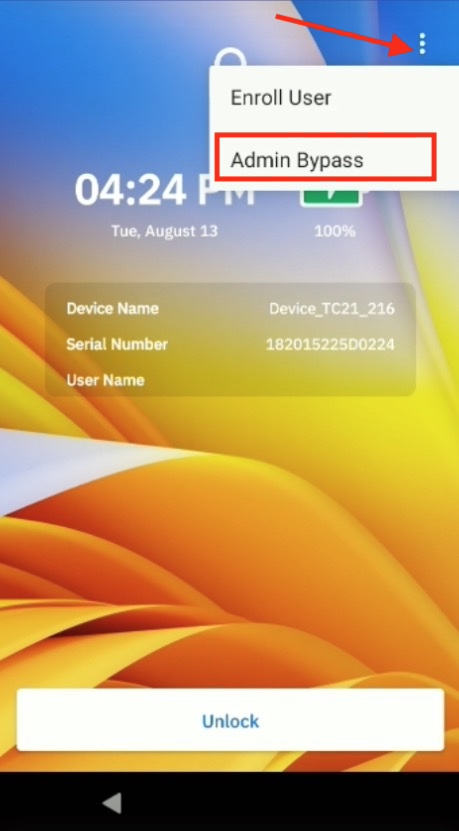 Enroll User
Admin Bypass
04:24 PM
Tue, August 13
100%
Device Name Device_TC21_216
Serial Number 182015225D0224
User Name
Unlock